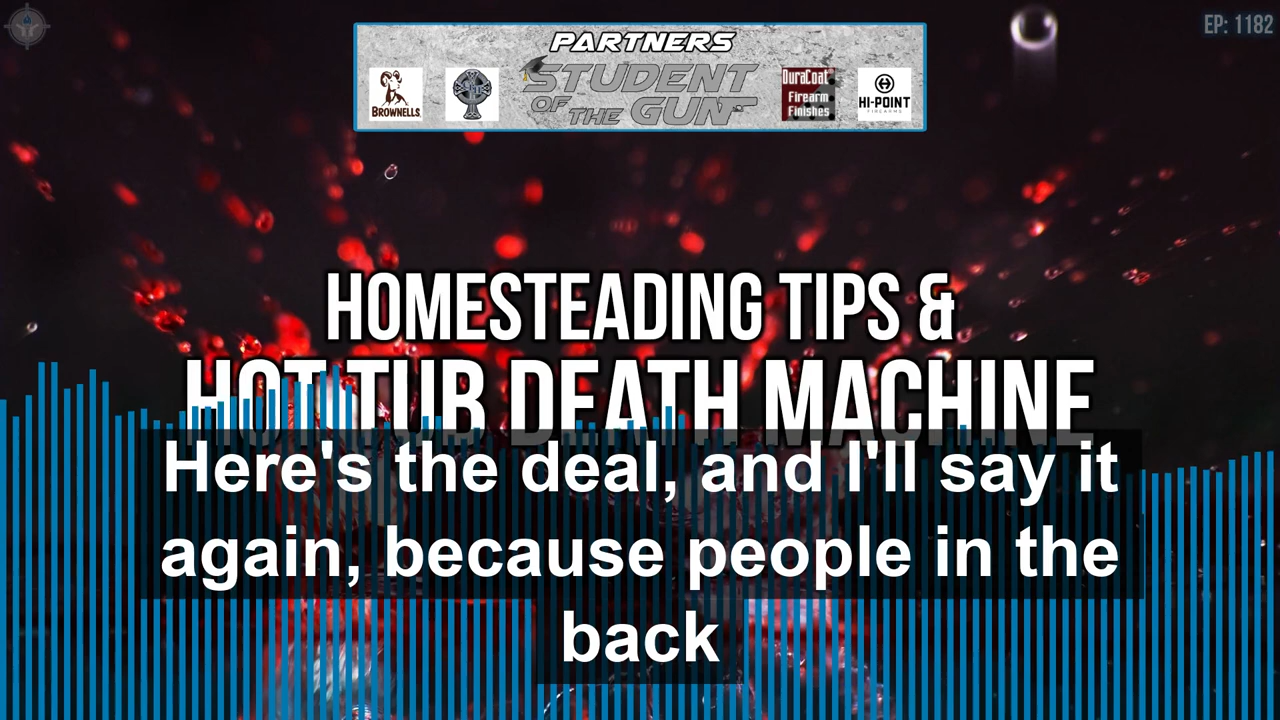 EP: 1182
PARTNERS
BROWNELLS
STUDENT
OF THE GUN
DuraCoat
Firearm
Finishes
HI-POINT
FIREARMS
HOMESTEADING TIPS &
HOT TUB DEATH MACHINE
Here's the deal, and I'll say it
again, because people in the
back